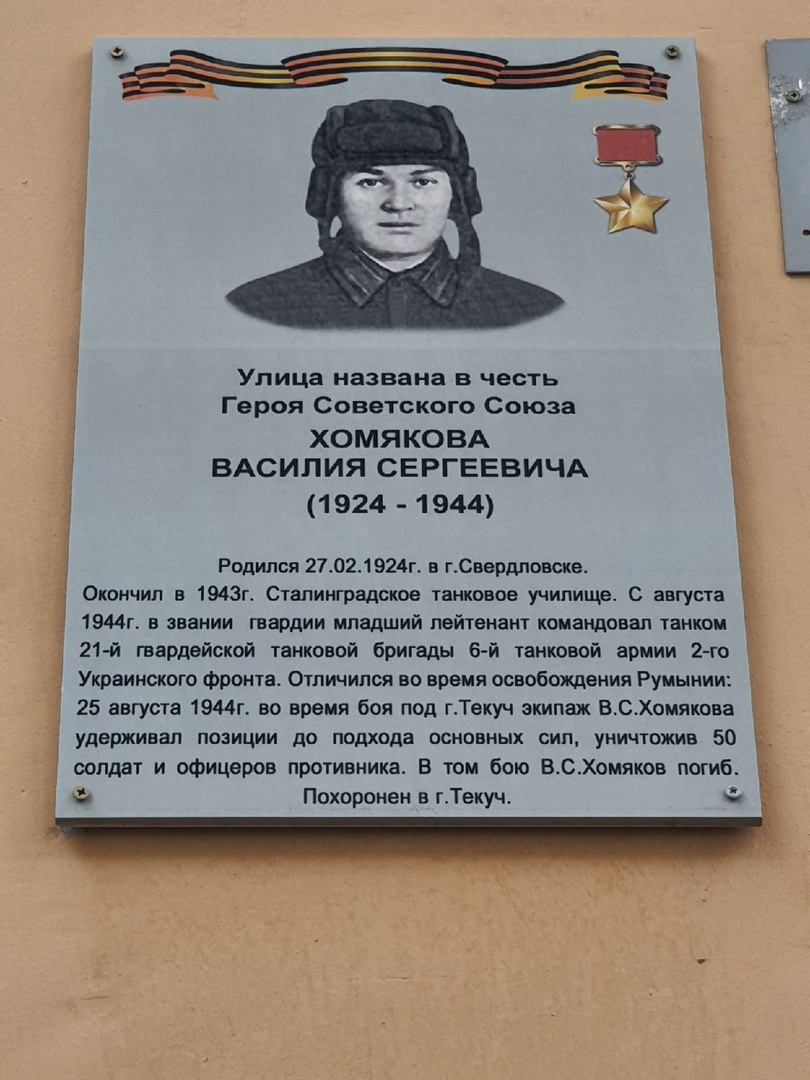 Улица названа в честь
Героя Советского Союза
ХОМЯКОВА
ВАСИЛИЯ СЕРГЕЕВИЧА
(1924 - 1944)
Родился 27.02.1924г. в г.Свердловске.
Окончил в 1943г. Сталинградское танковое училище. С августа
1944г. в звании гвардии младший лейтенант командовал танком
21-й гвардейской танковой бригады 6-й танковой армии 2-го
Украинского фронта. Отличился во время освобождения Румынии:
25 августа 1944г. во время боя под г.Текуч экипаж В.С.Хомякова
удерживал позиции до подхода основных сил, уничтожив 50
солдат и офицеров противника. В том бою В.С.Хомяков погиб.
Похоронен в г.Текуч.